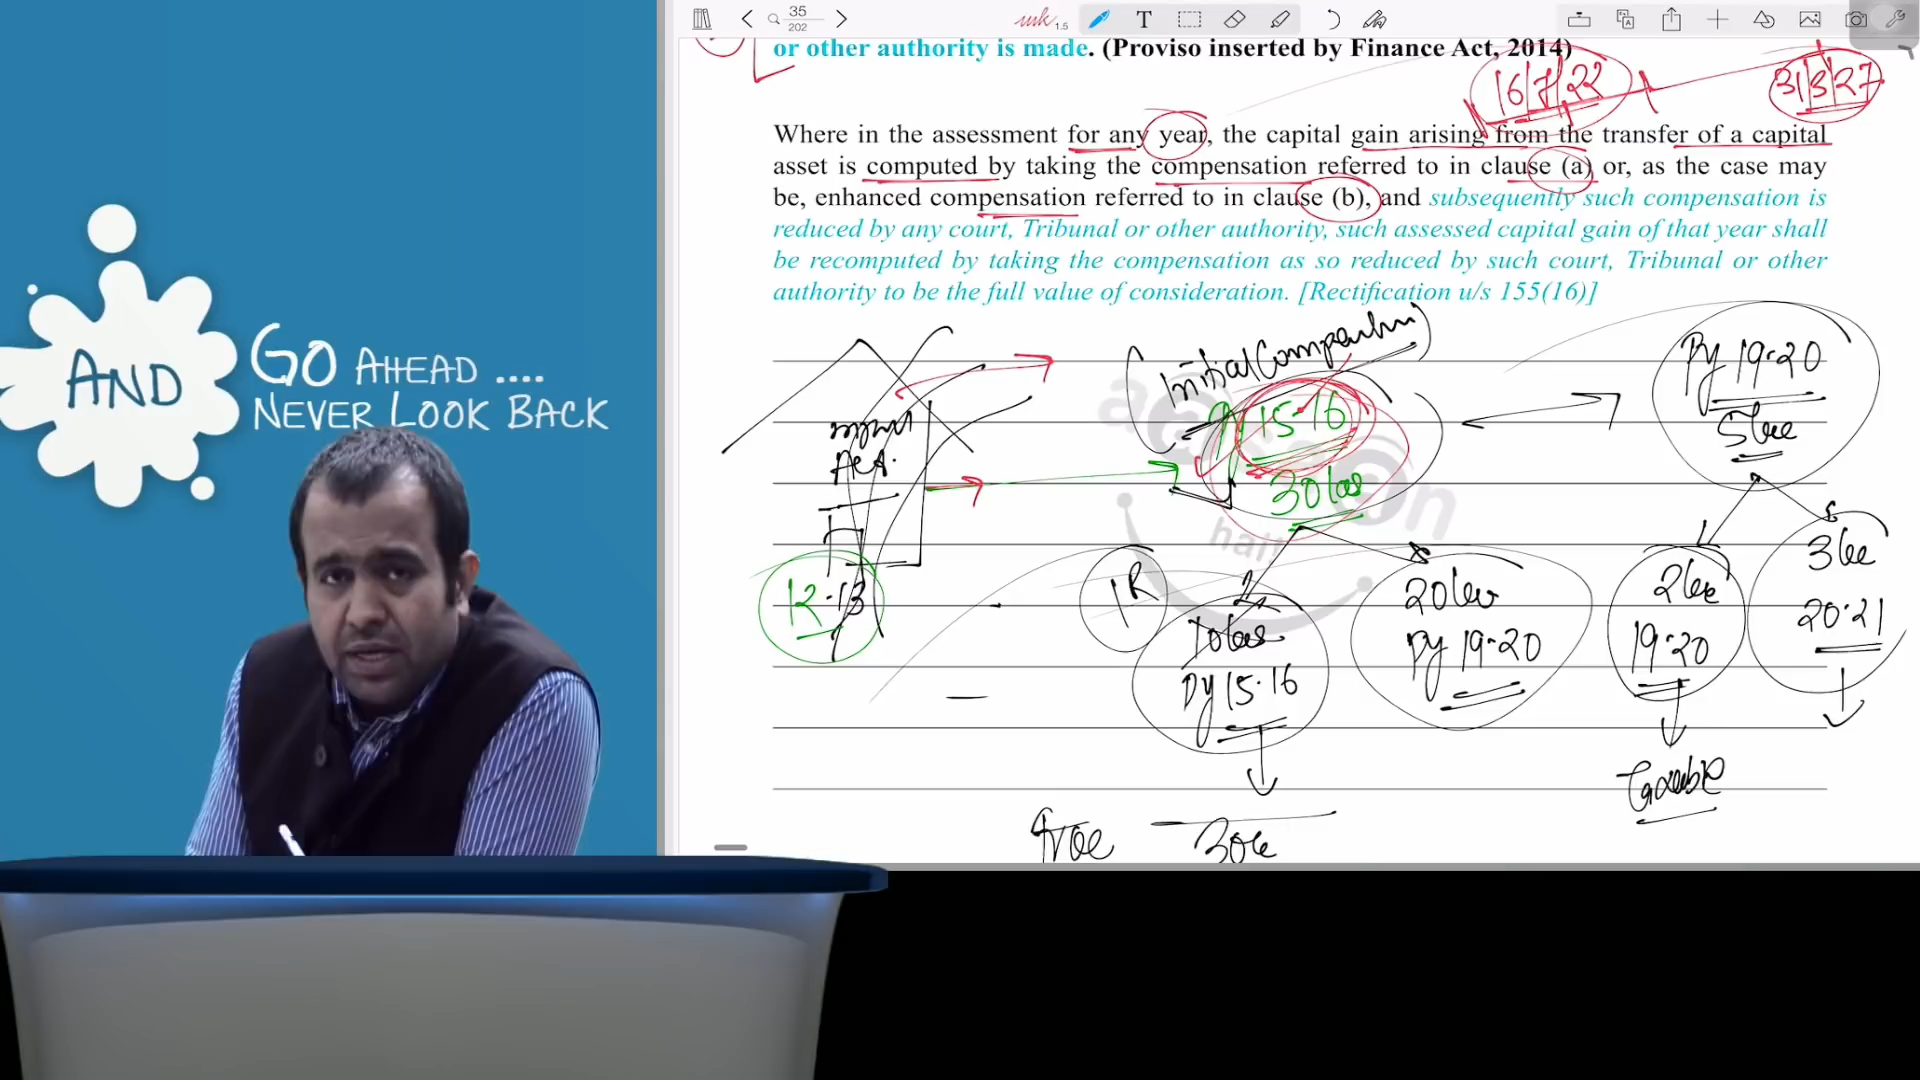 35
202
1.5
T
or other authority is made. (Proviso inserted by Finance Act, 2014)
16/7/22
31/3/27
Where in the assessment for any year, the capital gain arising from the transfer of a capital
asset is computed by taking the compensation referred to in clause (a) or, as the case may
be, enhanced compensation referred to in clause (b), and subsequently such compensation is
reduced by any court, Tribunal or other authority, such assessed capital gain of that year shall
be recomputed by taking the compensation as so reduced by such court, Tribunal or other
authority to be the full value of consideration. [Rectification u/s 155(16)]
AND
GO AHEAD ....
NEVER LOOK BACK
Initial Compensation
15-16
30 lac
PY 19-20
5 lac
12-13
1R
10 lac
PY 15-16
20 lac
PY 19-20
2 lac
19-20
3 lac
20-21
Taxable
30 L